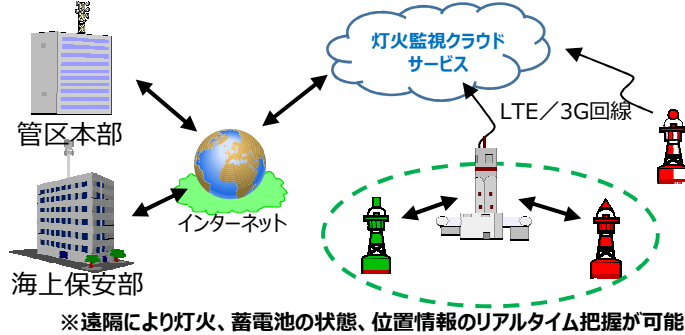 灯火監視クラウド
サービス
管区本部
LTE／3G回線
インターネット
海上保安部
※遠隔により灯火、蓄電池の状態、位置情報のリアルタイム把握が可能